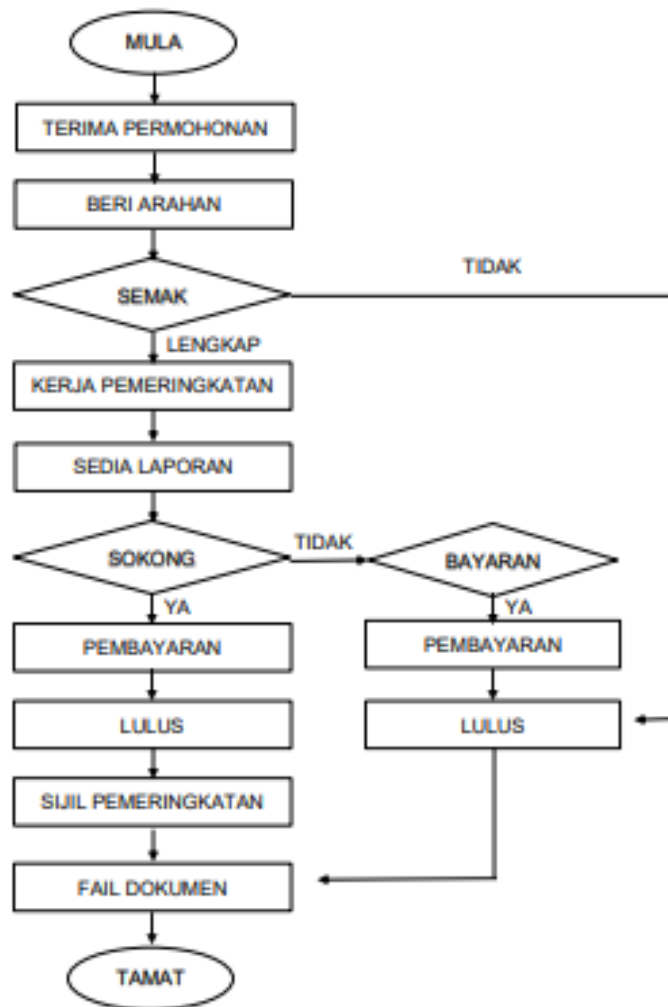 MULA
TERIMA PERMOHONAN
BERI ARAHAN
TIDAK
SEMAK
LENGKAP
KERJA PEMERINGKATAN
SEDIA LAPORAN
SOKONG
TIDAK
BAYARAN
YA
YA
PEMBAYARAN
PEMBAYARAN
LULUS
LULUS
SIJIL PEMERINGKATAN
FAIL DOKUMEN
TAMAT